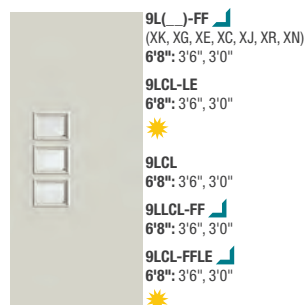 9L(__)-FF
(XK, XG, XE, XC, XJ, XR, XN)
6'8": 3'6", 3'0"
9LCL-LE
6'8": 3'6", 3'0"
9LCL
6'8": 3'6", 3'0"
9LLCL-FF
6'8": 3'6", 3'0"
9LCL-FFLE
6'8": 3'6", 3'0"